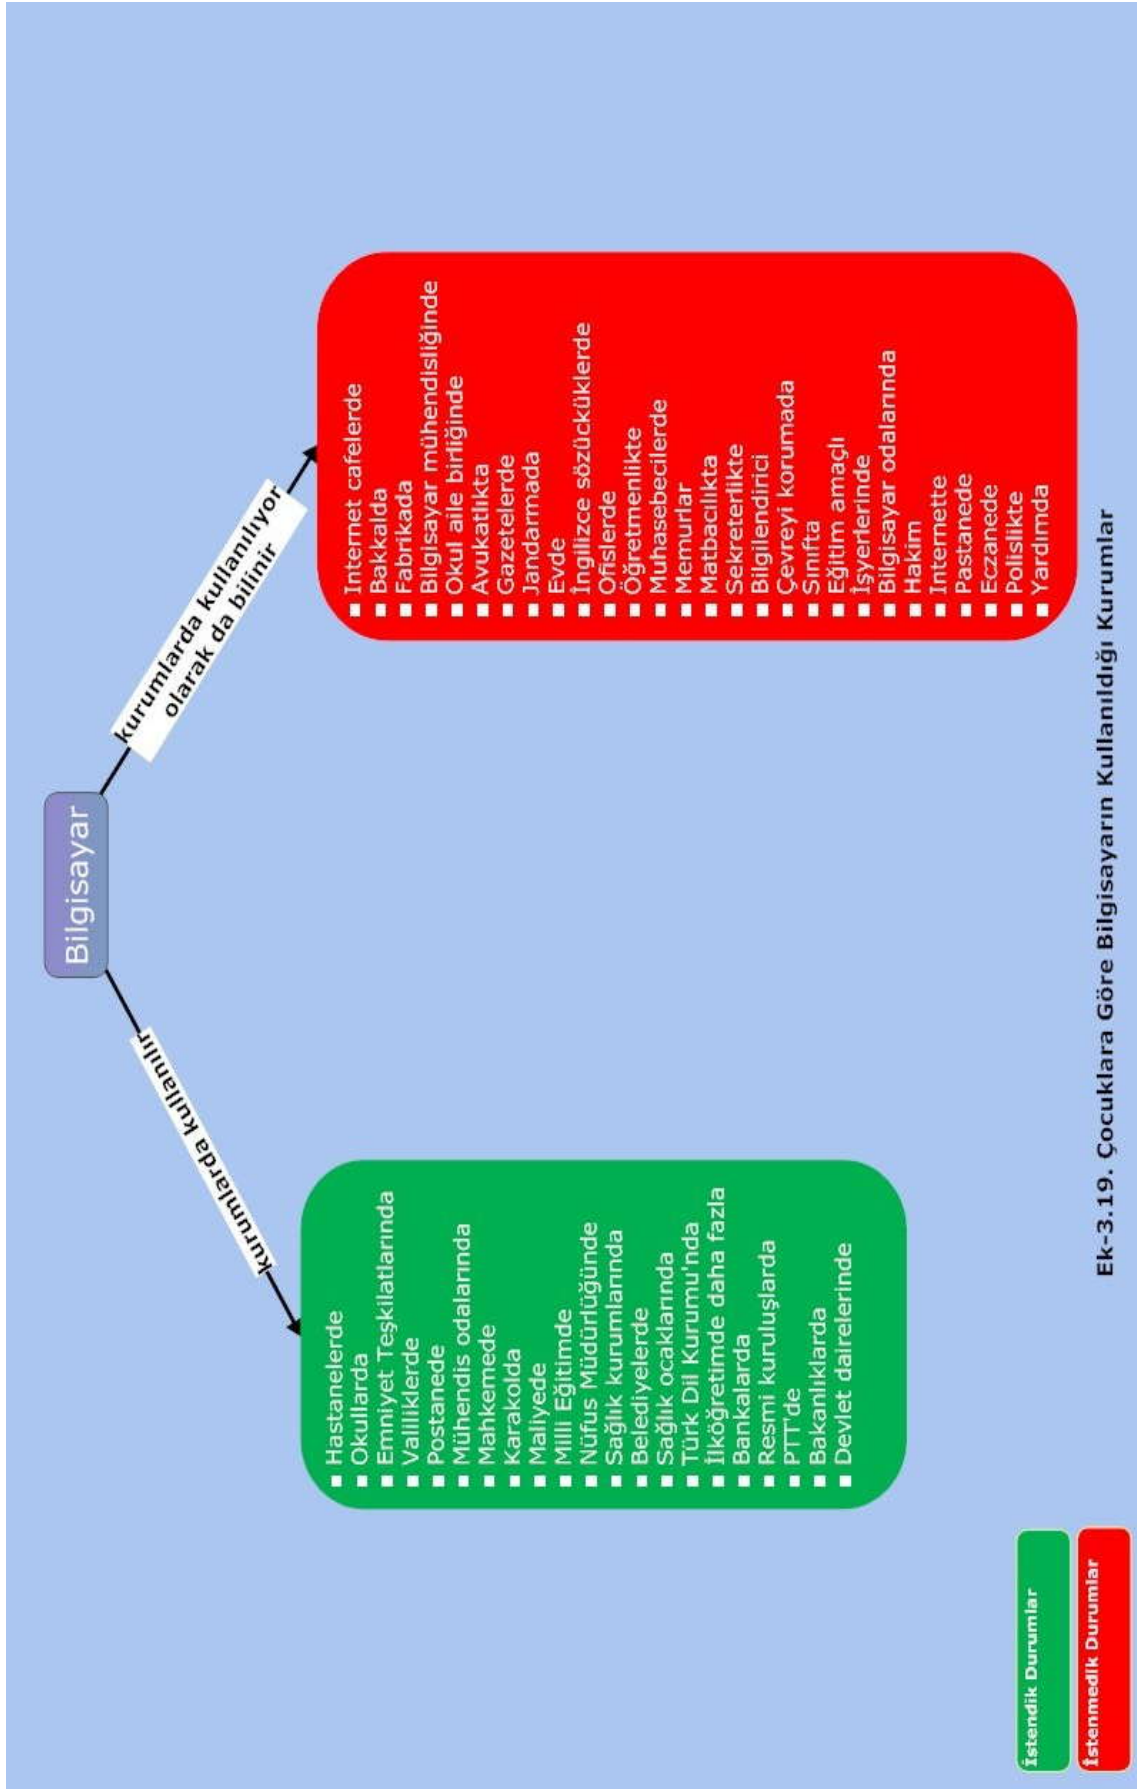 Bilgisayar
kurumlarda kullanılır
kurumlarda kullanılıyor
olarak da bilinir
Hastanelerde
Okullarda
Emniyet Teşkilatlarında
Valiliklerde
Postanede
Mühendis odalarında
Mahkemede
Karakolda
Maliyede
Milli Eğitimde
Nüfus Müdürlüğünde
Sağlık kurumlarında
Belediyelerde
Sağlık ocaklarında
Türk Dil Kurumu'nda
İlköğretimde daha fazla
Bankalarda
Resmi kuruluşlarda
PTT'de
Bakanlıklarda
Devlet dairelerinde
İnternet cafelerde
Bakkalda
Fabrikada
Bilgisayar mühendisliğinde
Okul aile birliğinde
Avukatlıkta
Gazetelerde
Jandarmada
Evde
İngilizce sözcüklerde
Ofislerde
Öğretmenlikte
Muhasebecilerde
Memurlar
Matbacılıkta
Sekreterlikte
Bilgilendirici
Çevreyi korumada
Sınıfta
Eğitim amaçlı
İşyerlerinde
Bilgisayar odalarında
Hakim
İnternette
Pastanede
Eczanede
Polislikte
Yardımda
İstendik Durumlar
İstenmedik Durumlar
Ek-3.19. Çocuklara Göre Bilgisayarın Kullanıldığı Kurumlar